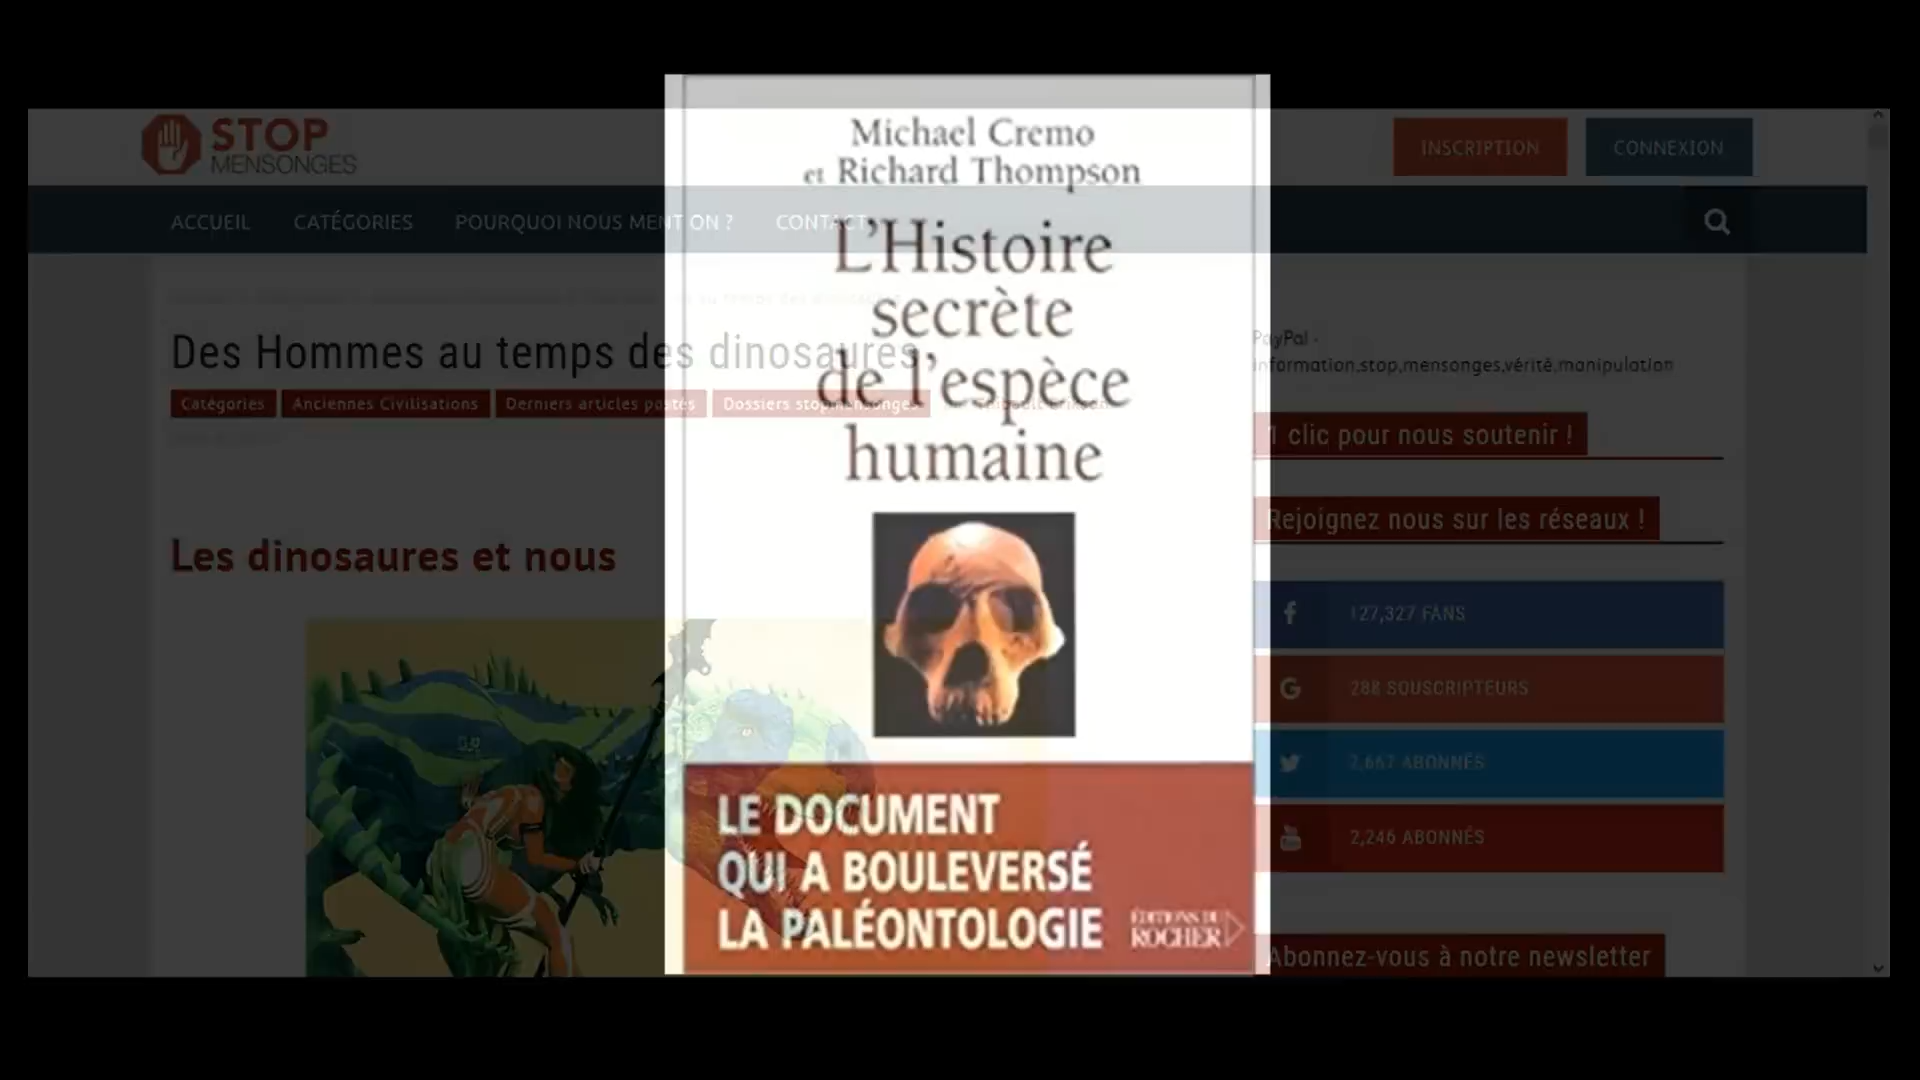 STOP
MENSONGES
INSCRIPTION
CONNEXION
ACCUEIL
CATÉGORIES
POURQUOI NOUS MENT ON ?
CONTACT
Des Hommes au temps des dinosaures
Catégories
Anciennes Civilisations
Derniers articles postés
Dossiers stopmensonges
Les dinosaures et nous
Michael Cremo
et Richard Thompson
L'Histoire
secrète
de l'espèce
humaine
LE DOCUMENT
QUI A BOULEVERSÉ
LA PALÉONTOLOGIE
ÉDITIONS DU
ROCHER
PayPal -
information,stop,mensonges,vérité,manipulation
1 clic pour nous soutenir !
Rejoignez nous sur les réseaux !
127,327 FANS
288 SOUSCRIPTEURS
2,667 ABONNÉS
2,246 ABONNÉS
Abonnez-vous à notre newsletter